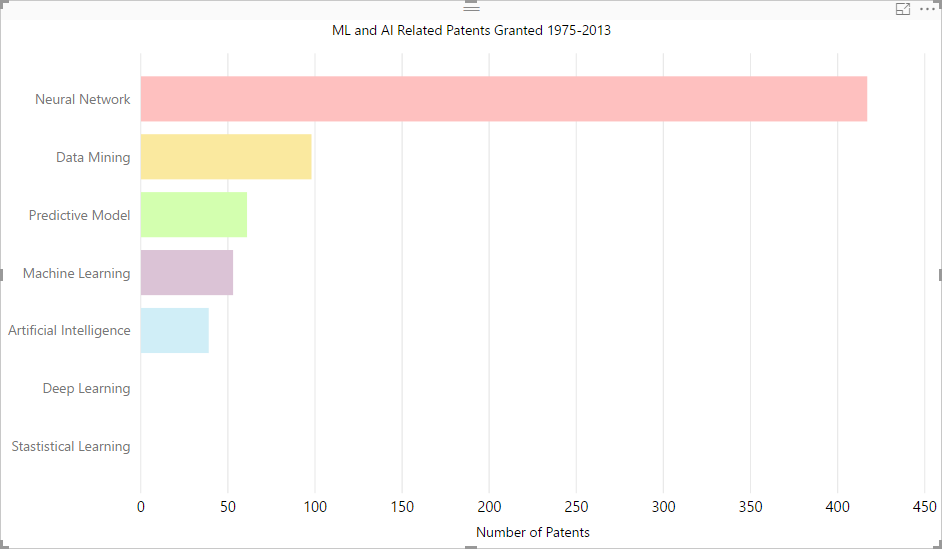 ML and AI Related Patents Granted 1975-2013
Neural Network
Data Mining
Predictive Model
Machine Learning
Artificial Intelligence
Deep Learning
Stastistical Learning
0 50 100 150 200 250 300 350 400 450
Number of Patents